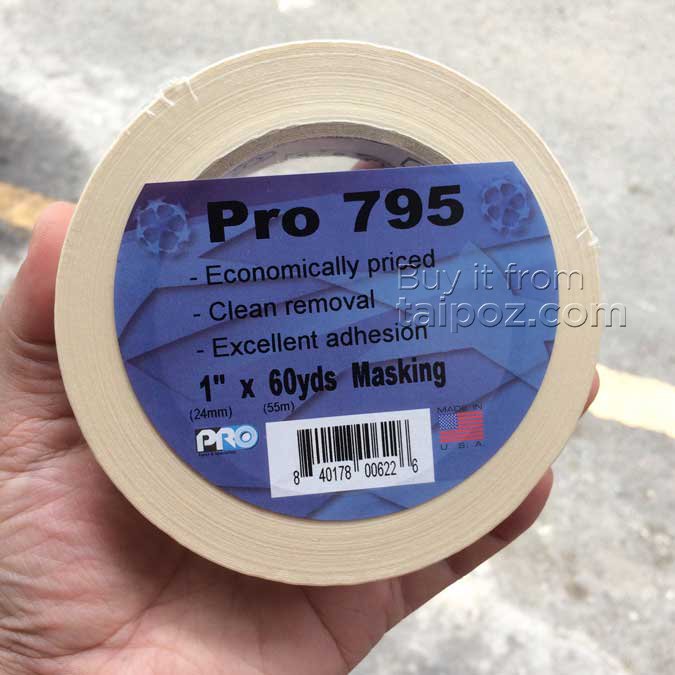 Pro 795
- Economically priced
- Clean removal
- Excellent adhesion
Buy it from
taipoz.com
1" x 60yds Masking
(24mm) (55m)
PRO
MADE IN
U.S.A.
8 40178 00622 6